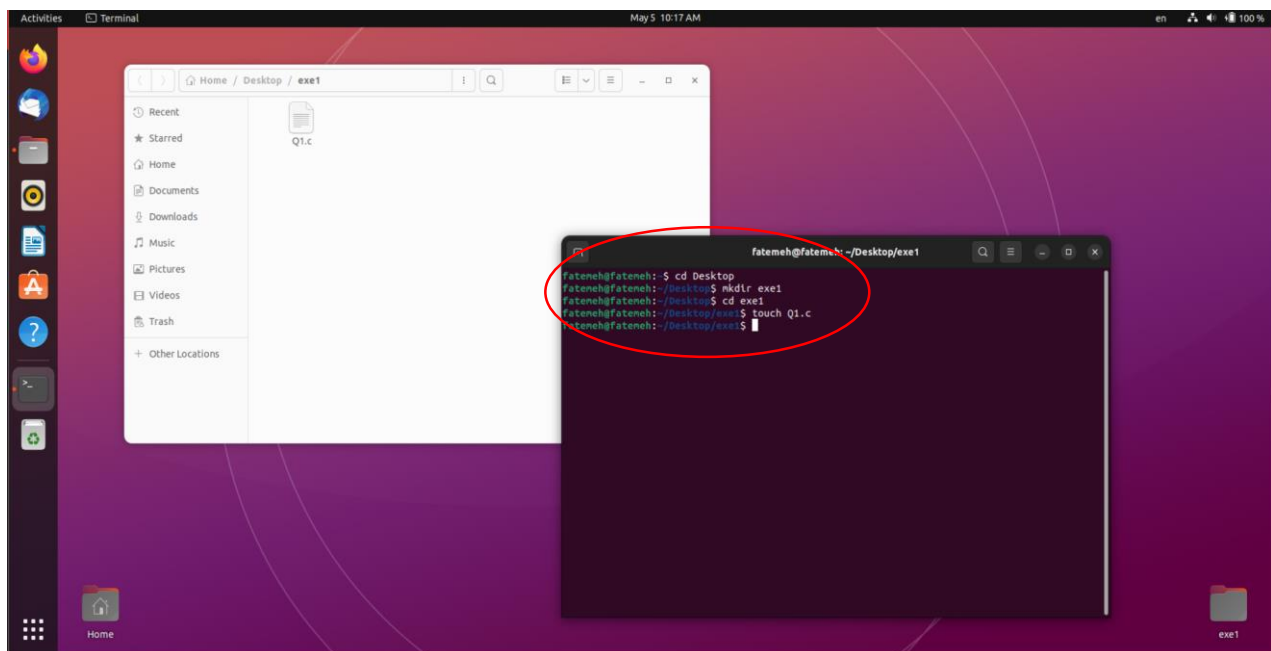 Activities Terminal May 5 10:17 AM en 100 %
Home / Desktop / exe1
Recent
Starred
Home
Documents
Downloads
Music
Pictures
Videos
Trash
+ Other Locations
Q1.c
fatemeh@fatemeh: ~/Desktop/exe1
fatemeh@fatemeh:~$ cd Desktop
fatemeh@fatemeh:~/Desktop$ mkdir exe1
fatemeh@fatemeh:~/Desktop$ cd exe1
fatemeh@fatemeh:~/Desktop/exe1$ touch Q1.c
fatemeh@fatemeh:~/Desktop/exe1$
Home
exe1